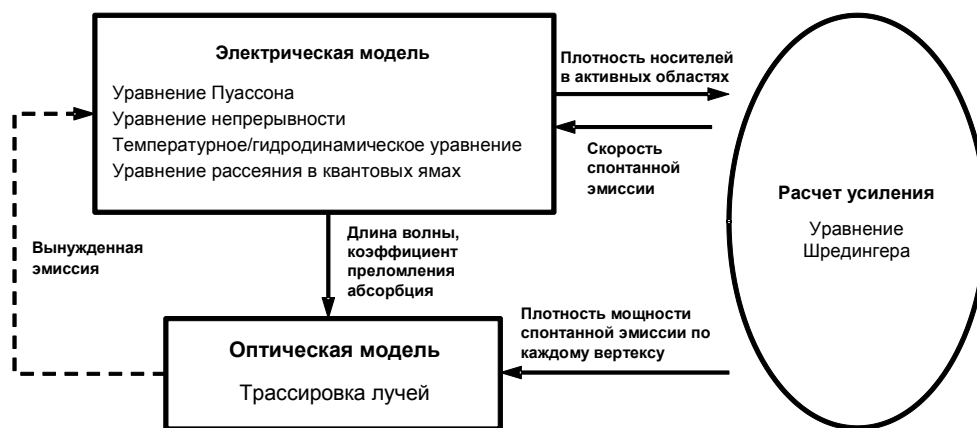 Электрическая модель
Уравнение Пуассона
Уравнение непрерывности
Температурное/гидродинамическое уравнение
Уравнение рассеяния в квантовых ямах
Плотность носителей
в активных областях
Скорость
спонтанной
эмиссии
Расчет усиления
Уравнение
Шредингера
Вынужденная
эмиссия
Длина волны,
коэффициент
преломления
абсорбция
Плотность мощности
спонтанной эмиссии по
каждому вертексу
Оптическая модель
Трассировка лучей